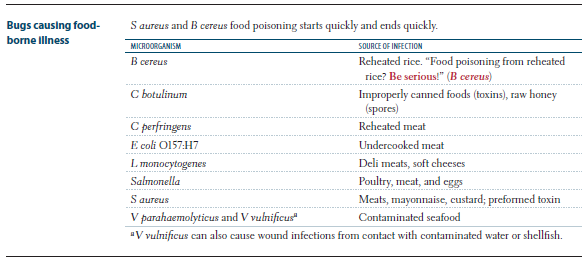 Bugs causing food-
borne illness
S aureus and B cereus food poisoning starts quickly and ends quickly.
MICROORGANISM SOURCE OF INFECTION
B cereus Reheated rice. “Food poisoning from reheated
rice? Be serious!” (B cereus)
C botulinum Improperly canned foods (toxins), raw honey
(spores)
C perfringens Reheated meat
E coli O157:H7 Undercooked meat
L monocytogenes Deli meats, soft cheeses
Salmonella Poultry, meat, and eggs
S aureus Meats, mayonnaise, custard; preformed toxin
V parahaemolyticus and V vulnificusᵃ Contaminated seafood
ᵃV vulnificus can also cause wound infections from contact with contaminated water or shellfish.